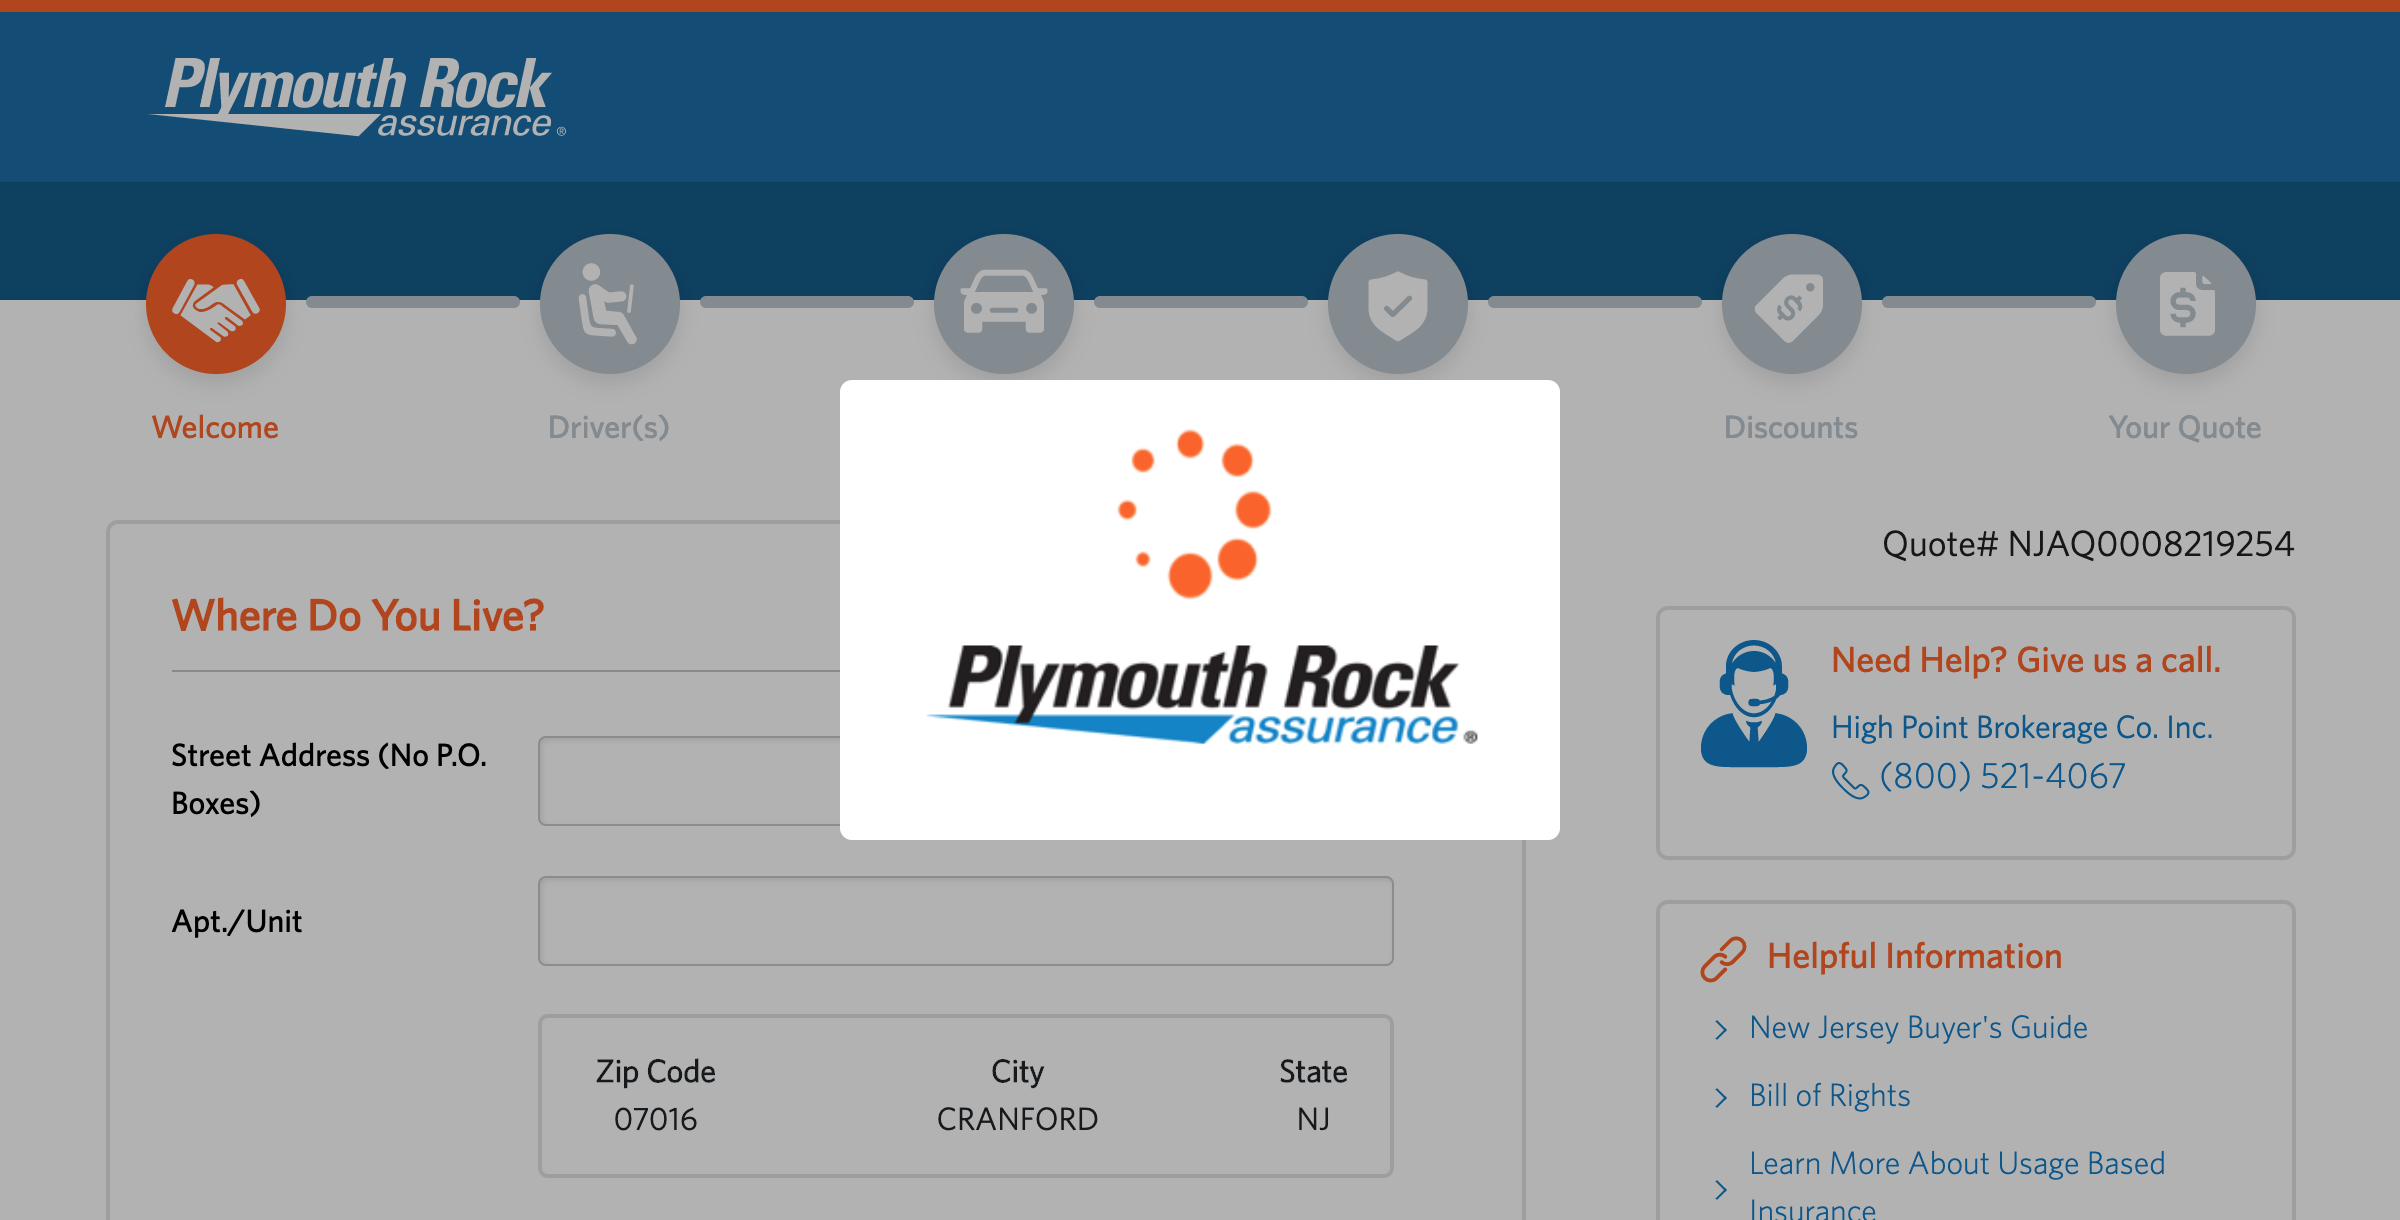 Plymouth Rock
assurance®
Welcome
Driver(s)
Discounts
Your Quote
Plymouth Rock
assurance®
Quote# NJAQ0008219254
Where Do You Live?
Street Address (No P.O.
Boxes)
Apt./Unit
Zip Code
07016
City
CRANFORD
State
NJ
Need Help? Give us a call.
High Point Brokerage Co. Inc.
(800) 521-4067
Helpful Information
New Jersey Buyer's Guide
Bill of Rights
Learn More About Usage Based
Insurance